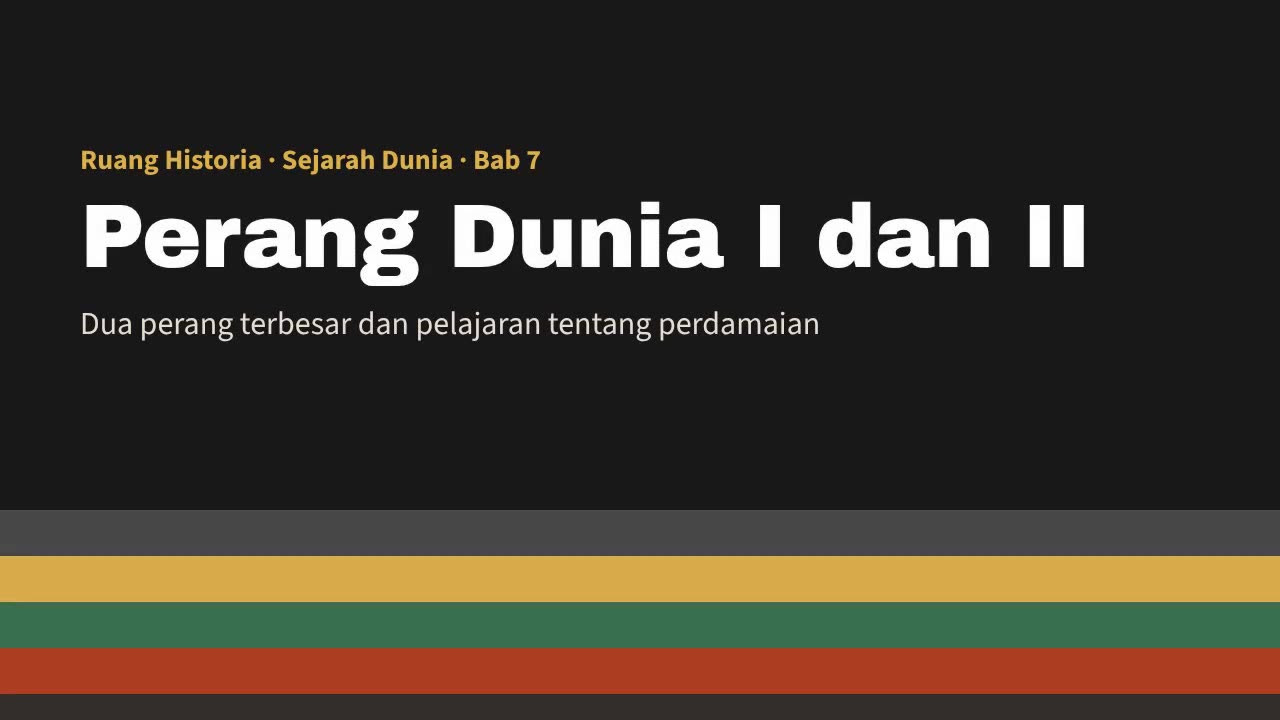 Ruang Historia · Sejarah Dunia · Bab 7
Perang Dunia I dan II
Dua perang terbesar dan pelajaran tentang perdamaian